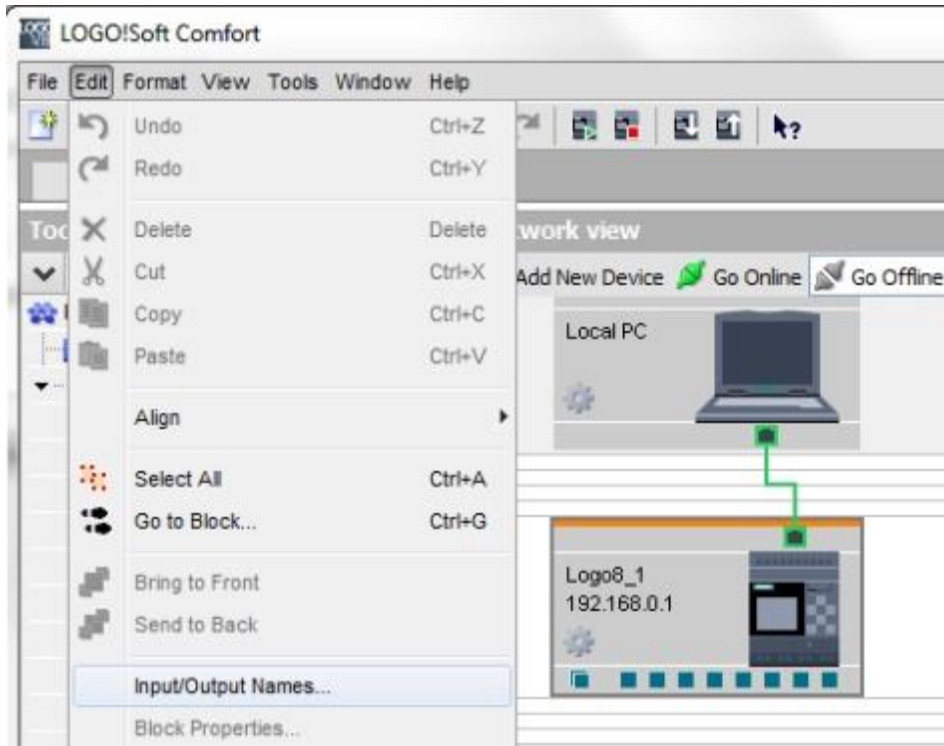 LOGO!Soft Comfort
File Edit Format View Tools Window Help
Undo Ctrl+Z
Redo Ctrl+Y
Delete Delete
Cut Ctrl+X
Copy Ctrl+C
Paste Ctrl+V
Align
Select All Ctrl+A
Go to Block... Ctrl+G
Bring to Front
Send to Back
Input/Output Names...
Block Properties...
Too
work view
Add New Device Go Online Go Offline
Local PC
Logo8_1
192.168.0.1